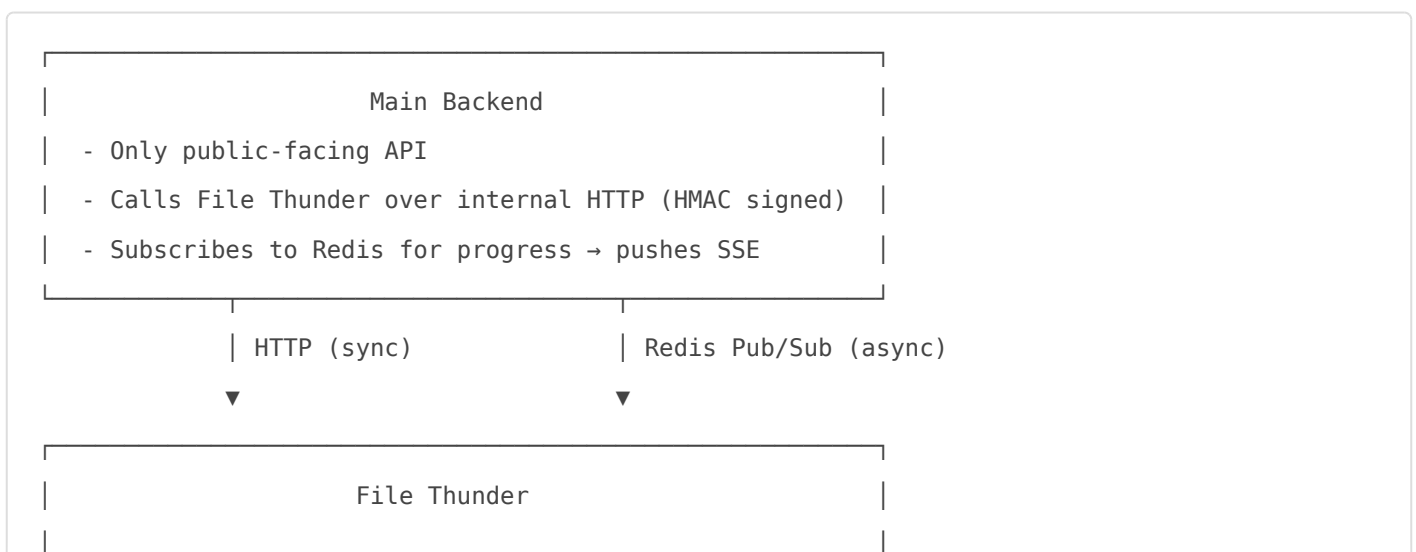 Main Backend
- Only public-facing API
- Calls File Thunder over internal HTTP (HMAC signed)
- Subscribes to Redis for progress → pushes SSE
HTTP (sync) Redis Pub/Sub (async)
▼ ▼
File Thunder